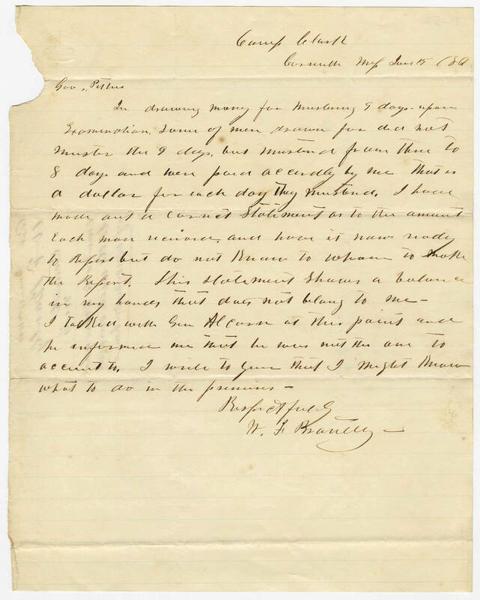 Camp Clark
Corinth Mis June 15 1861
Gov. Pettus
In drawing money for Mustering 9 days upon
Examination Some of men drawn for did not
muster the 9 days, but mustered from three to
8 days and were paid accordly by me that is
a dollar for each day they mustered. I have
made out a correct Statement as to the amount
Each man received and have it now ready
to Report but do not Know to whom to make
the Report. This statement Shows a balance
in my hands that does not belong to me –
I talked with Gen Alcorn at this point and
he informed me that he was not the one to
account to. I write to you that I Might Know
what to do in the premises –
Respectfully
W. F. Brantley –